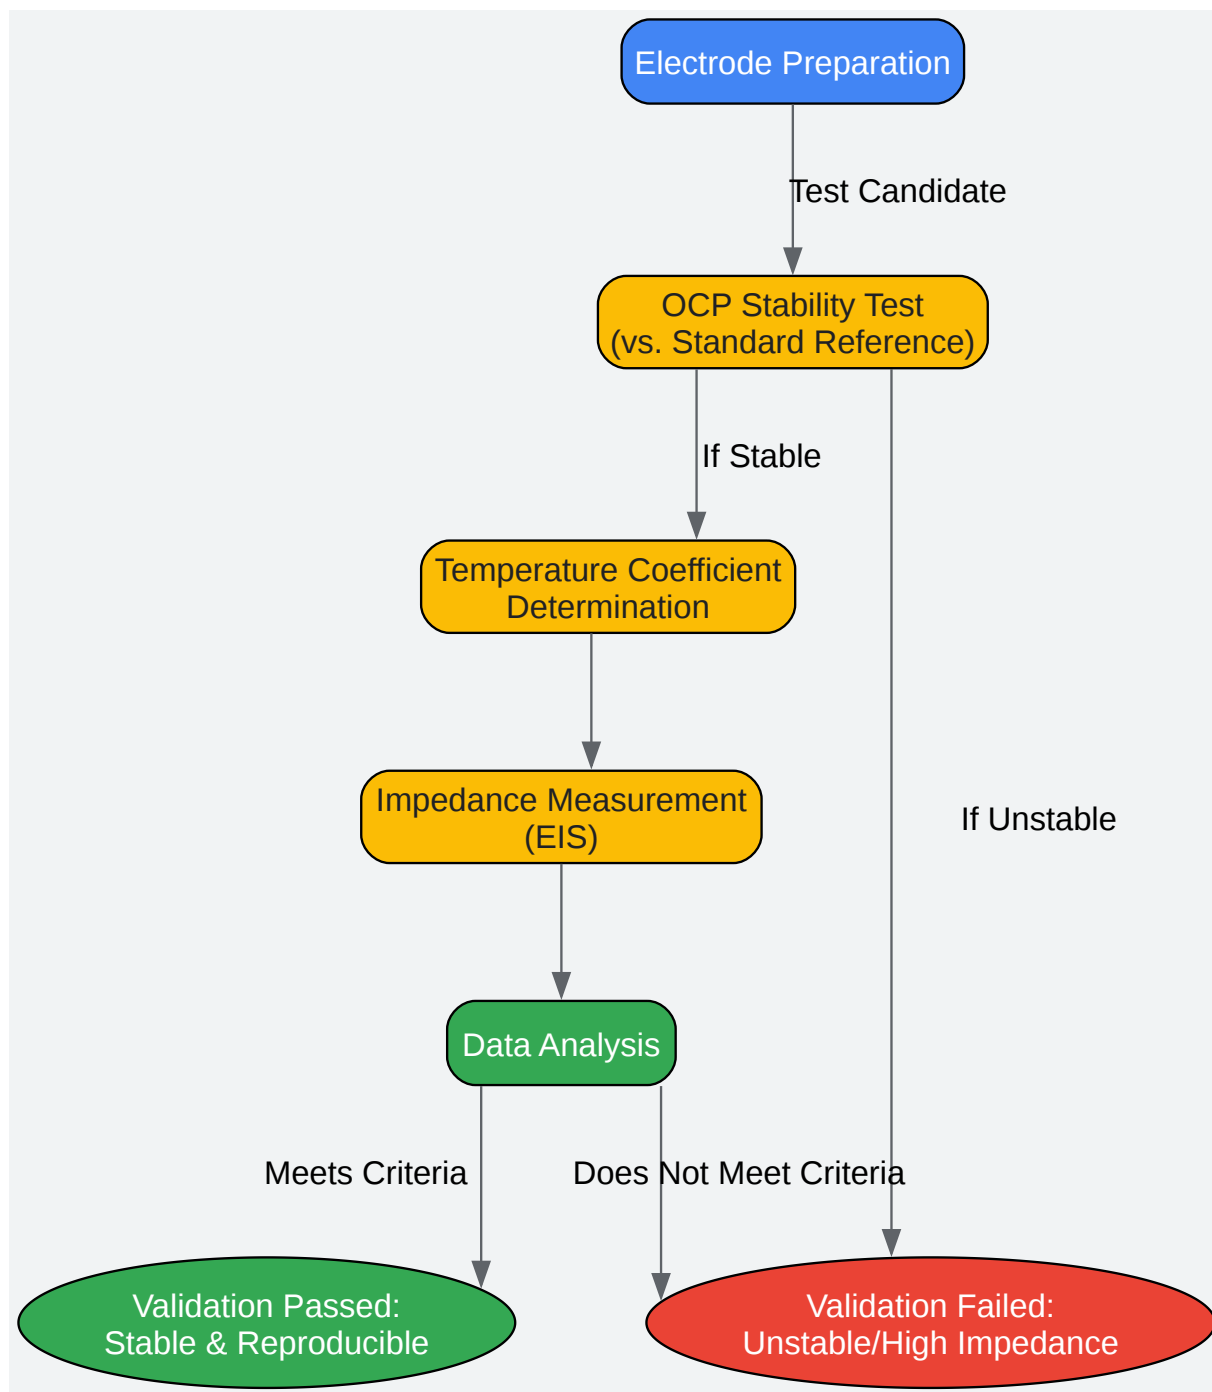 Electrode Preparation
Test Candidate
OCP Stability Test
(vs. Standard Reference)
If Stable
Temperature Coefficient
Determination
Impedance Measurement
(EIS)
If Unstable
Data Analysis
Meets Criteria
Does Not Meet Criteria
Validation Passed:
Stable & Reproducible
Validation Failed:
Unstable/High Impedance